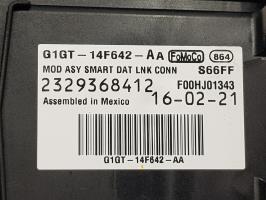 G1GT-14F642-AA FoMoCo 864
MOD ASY SMART DAT LNK CONN S66FF
2329368412 F00HJ01343
Assembled in Mexico 16-02-21
G1GT-14F642-AA